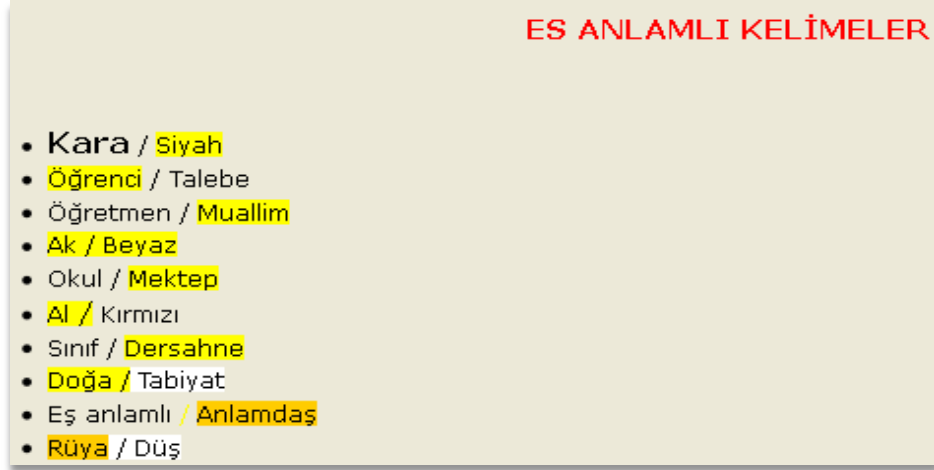 ES ANLAMLI KELİMELER
• Kara / Siyah
• Öğrenci / Talebe
• Öğretmen / Muallim
• Ak / Beyaz
• Okul / Mektep
• Al / Kırmızı
• Sınıf / Dersahne
• Doğa / Tabiyat
• Eş anlamlı / Anlamdaş
• Rüya / Düş